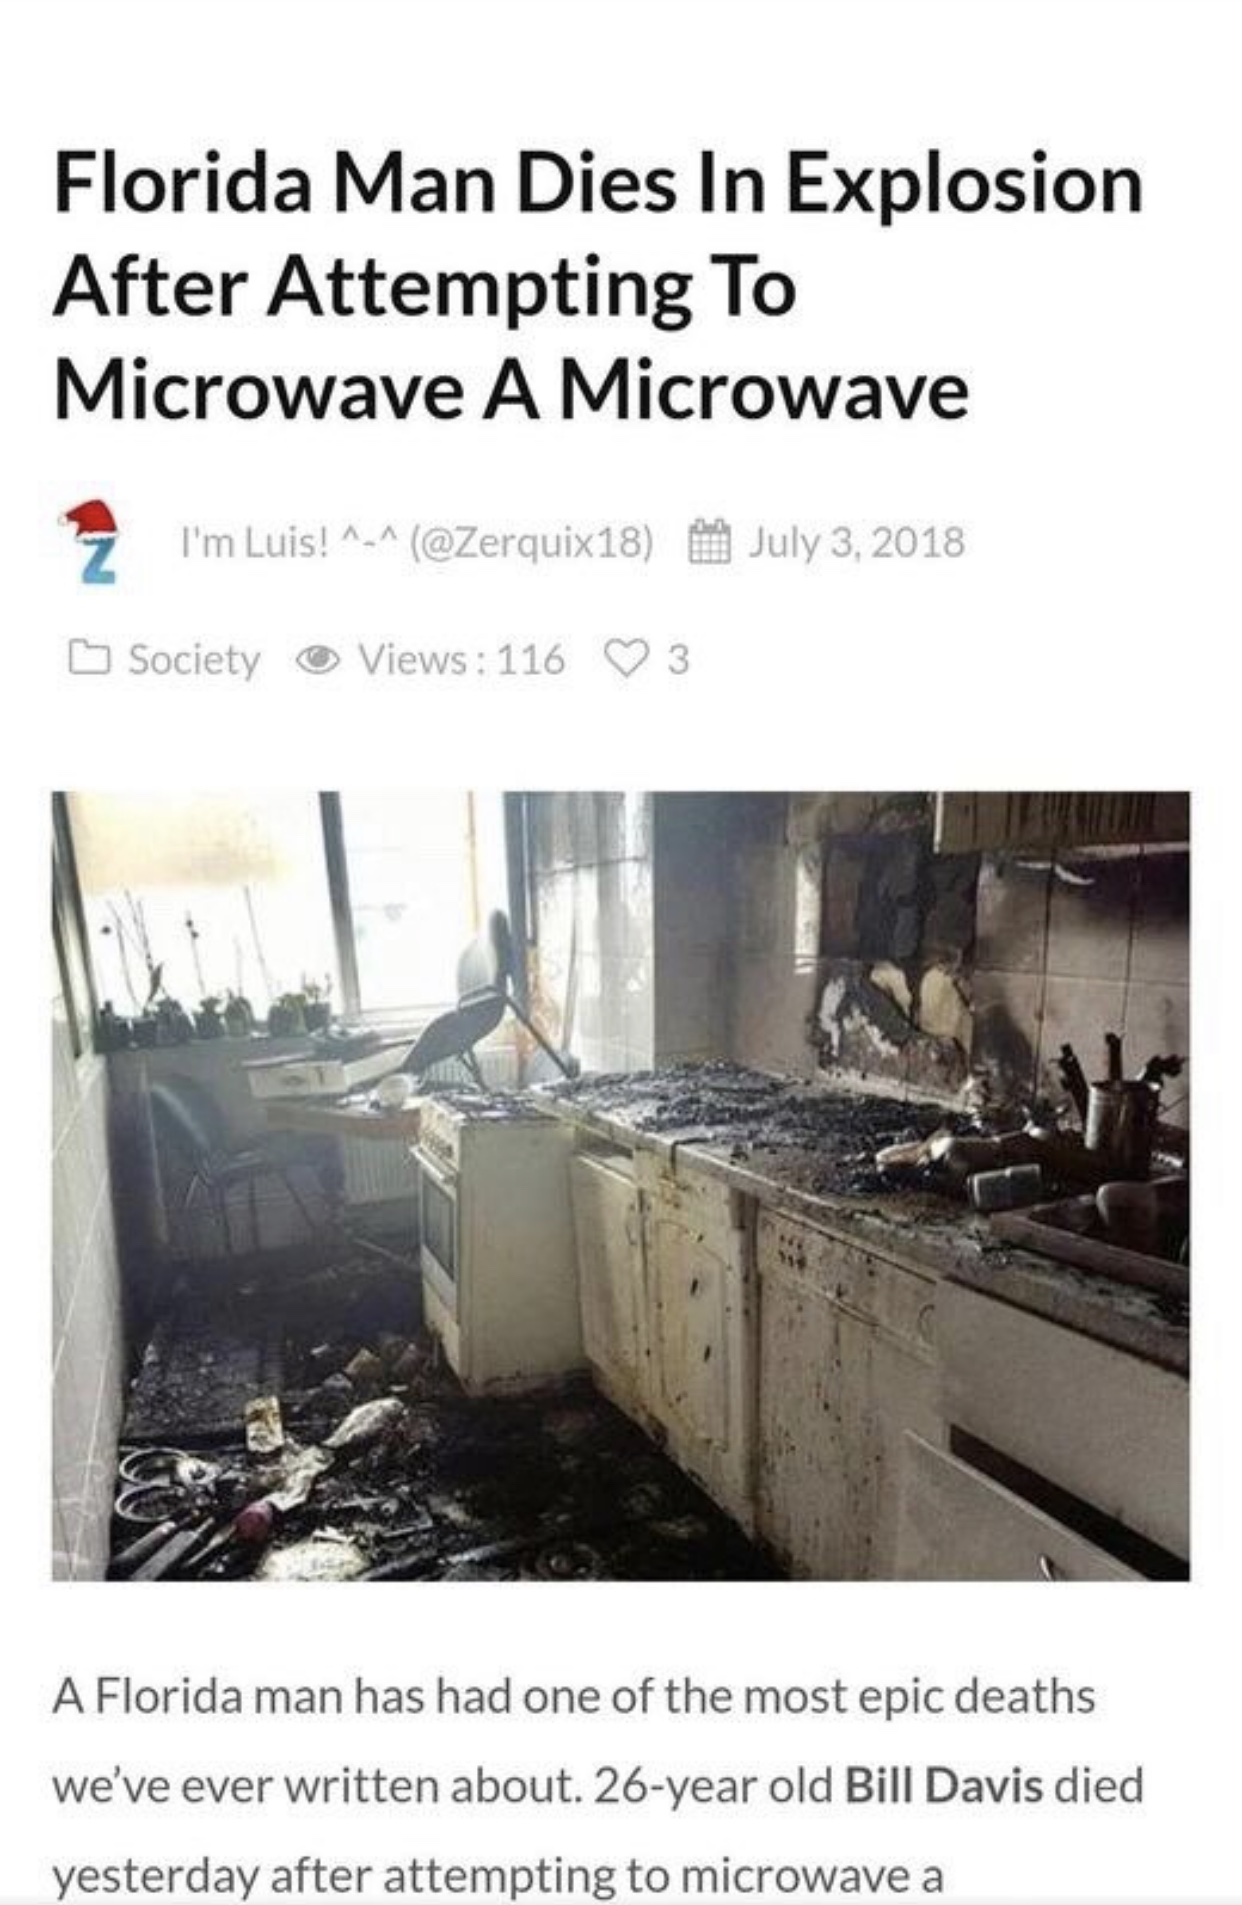 Florida Man Dies In Explosion
After Attempting To
Microwave A Microwave
I'm Luis! ^-^ (@Zerquix18) July 3, 2018
Society Views : 116 3
A Florida man has had one of the most epic deaths
we’ve ever written about. 26-year old Bill Davis died
yesterday after attempting to microwave a